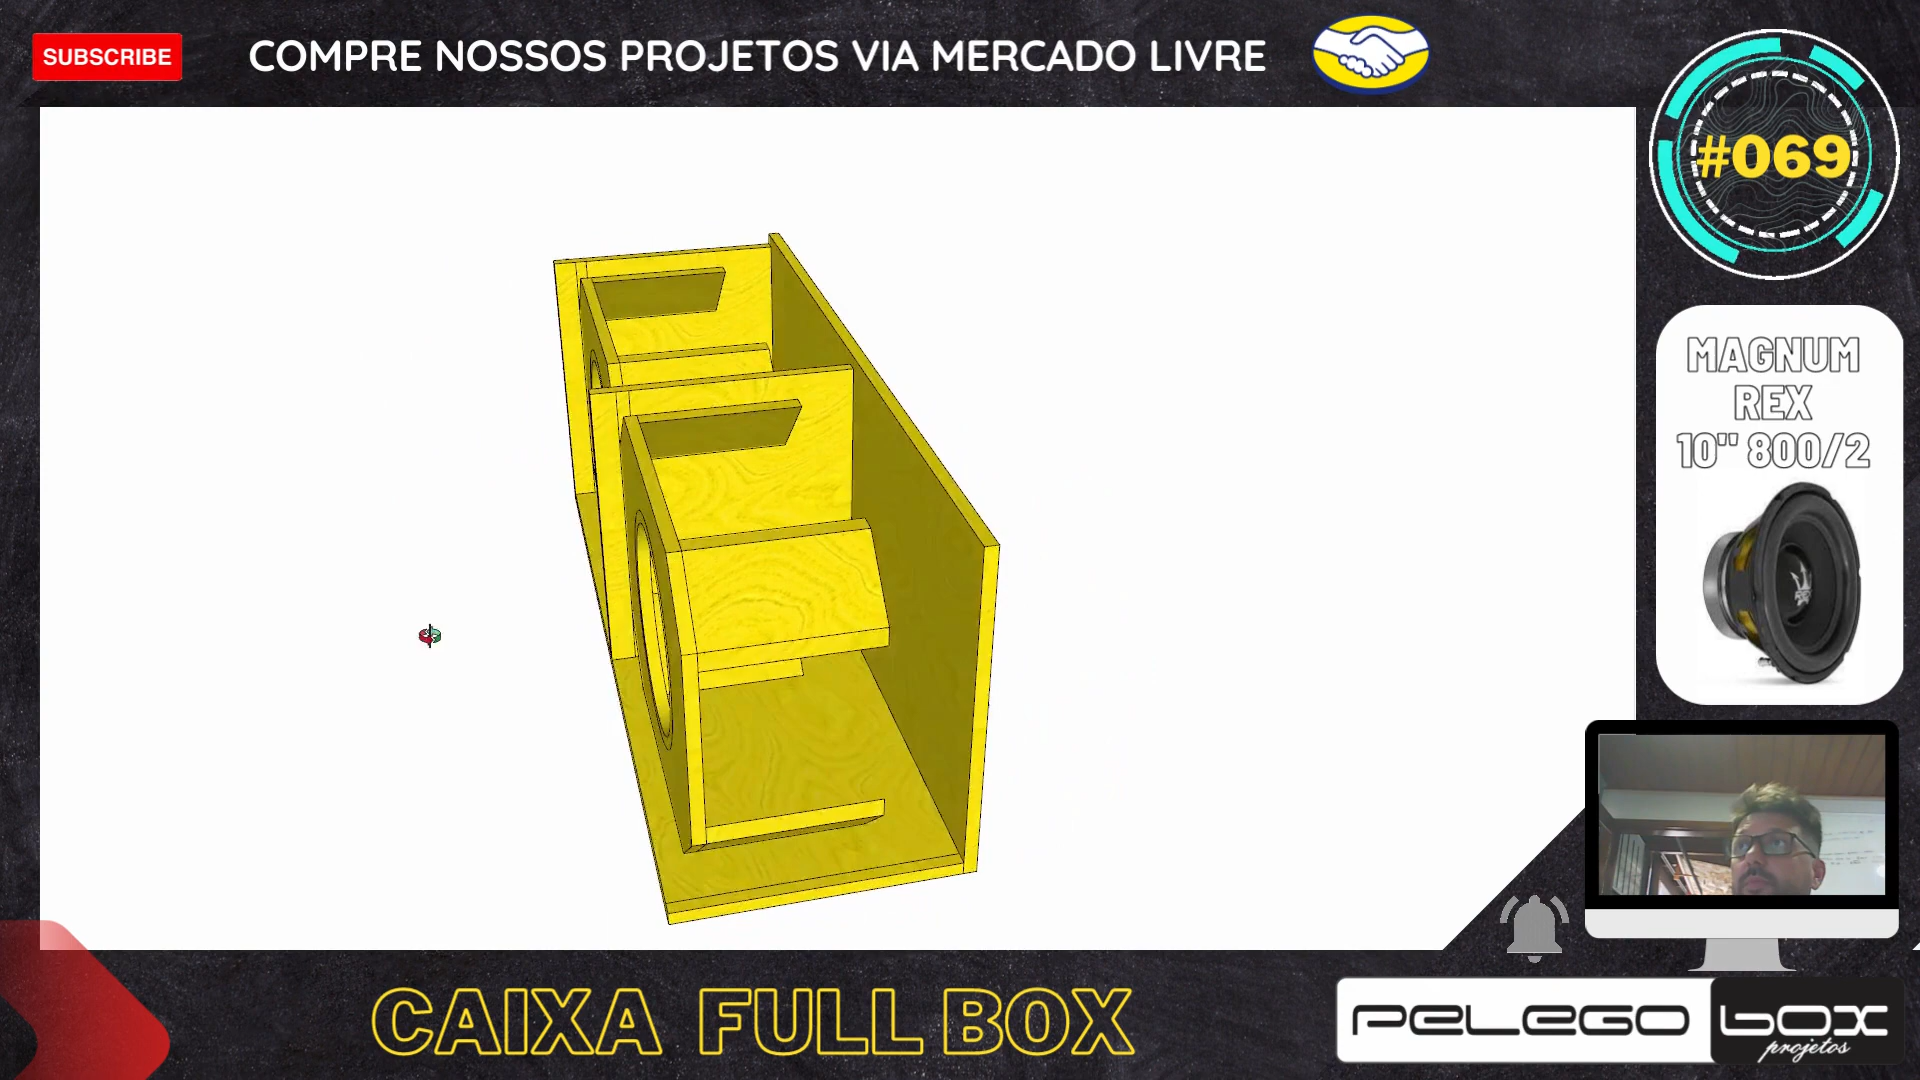 SUBSCRIBE
COMPRE NOSSOS PROJETOS VIA MERCADO LIVRE
#069
MAGNUM
REX
10" 800/2
CAIXA FULL BOX
PELEGO BOX
projetos